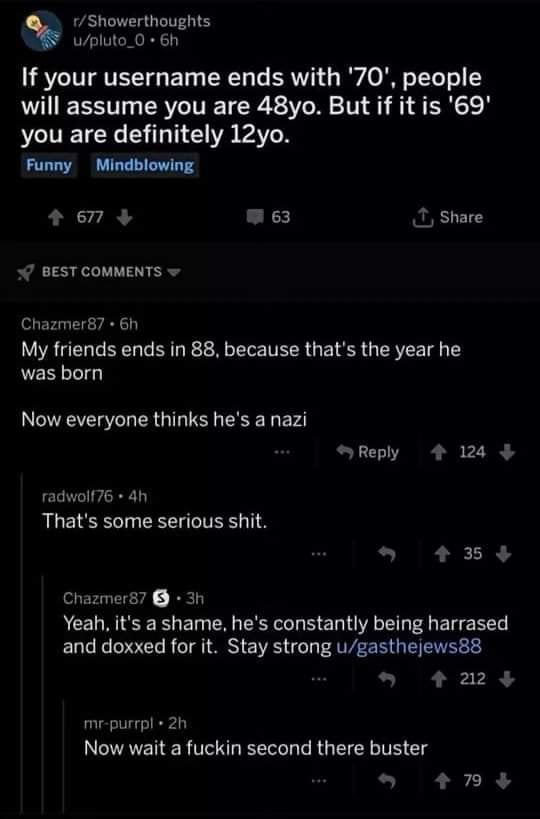 r/Showerthoughts
u/pluto_0 • 6h
If your username ends with '70', people
will assume you are 48yo. But if it is '69'
you are definitely 12yo.
Funny Mindblowing
677 63 Share
BEST COMMENTS
Chazmer87 • 6h
My friends ends in 88, because that's the year he
was born
Now everyone thinks he's a nazi
... Reply 124
radwolf76 • 4h
That's some serious shit.
... 35
Chazmer87 S • 3h
Yeah, it's a shame, he's constantly being harrased
and doxxed for it. Stay strong u/gasthejews88
... 212
mr-purrpl • 2h
Now wait a fuckin second there buster
... 79